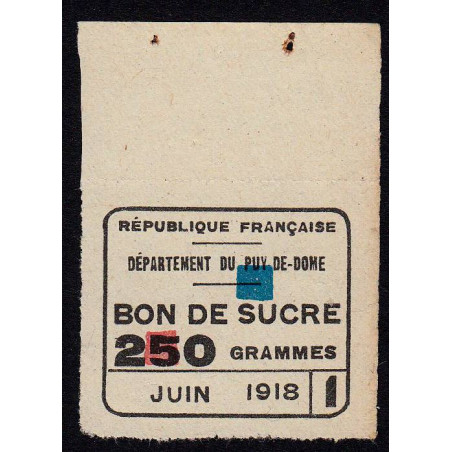 RÉPUBLIQUE FRANÇAISE
DÉPARTEMENT DU PUY-DE-DOME
BON DE SUCRE
250 GRAMMES
JUIN 1918 1